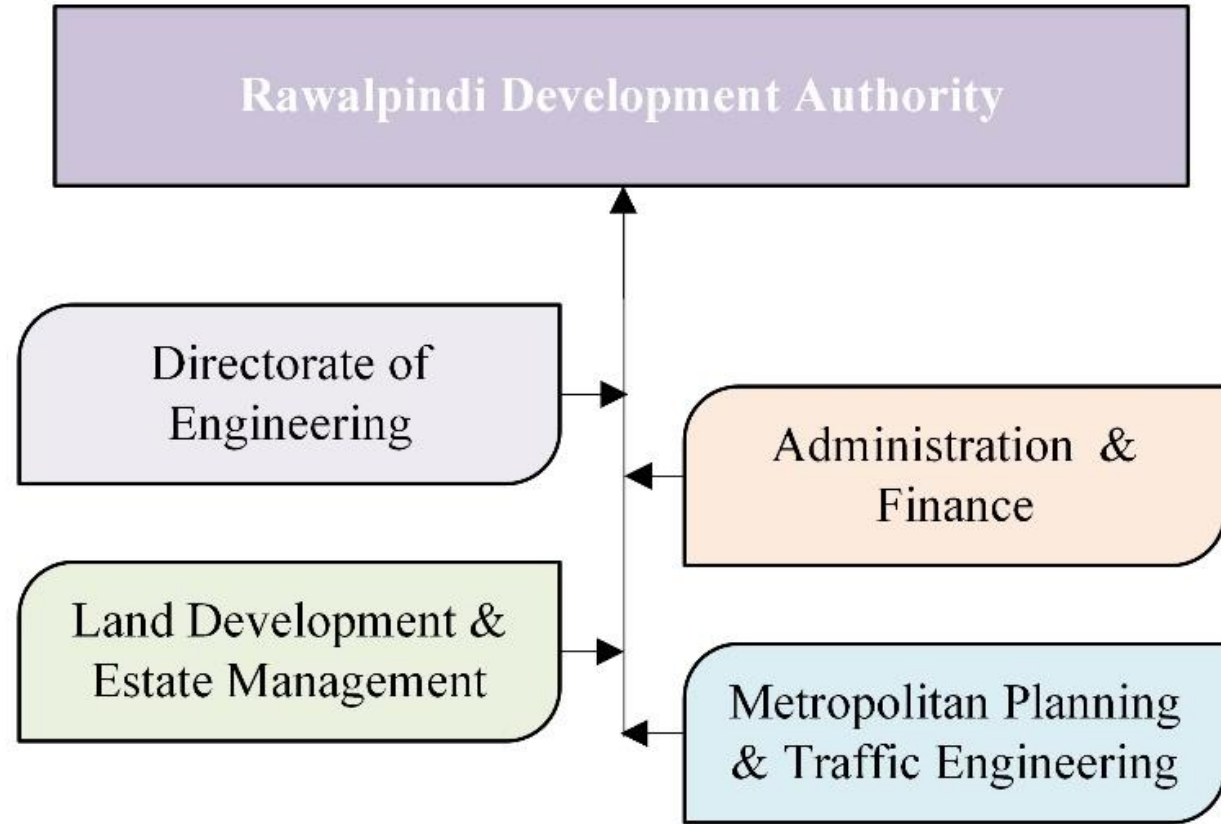 Rawalpindi Development Authority
Directorate of
Engineering
Administration &
Finance
Land Development &
Estate Management
Metropolitan Planning
& Traffic Engineering